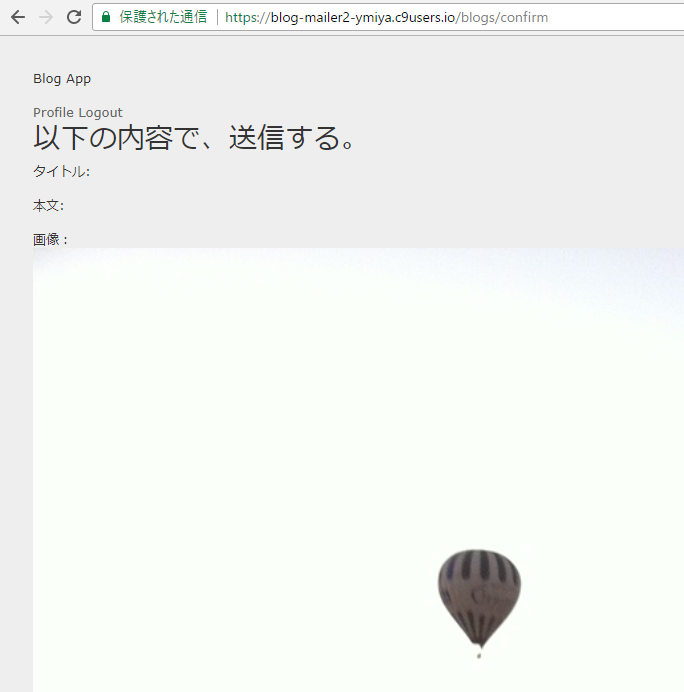 保護された通信 https://blog-mailer2-ymiya.c9users.io/blogs/confirm
Blog App
Profile Logout
以下の内容で、送信する。
タイトル:
本文:
画像 :